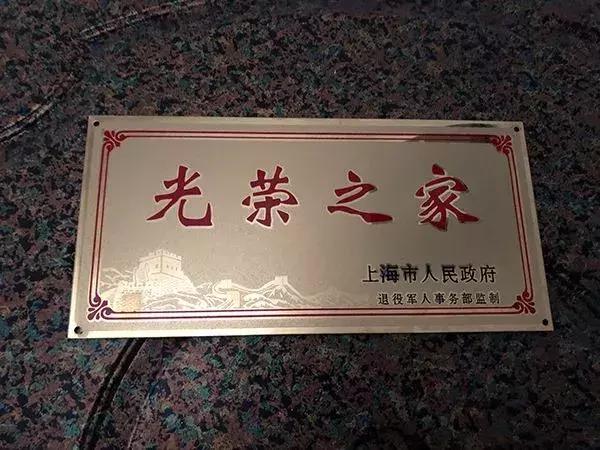 光荣之家
上海市人民政府
退役军人事务部监制